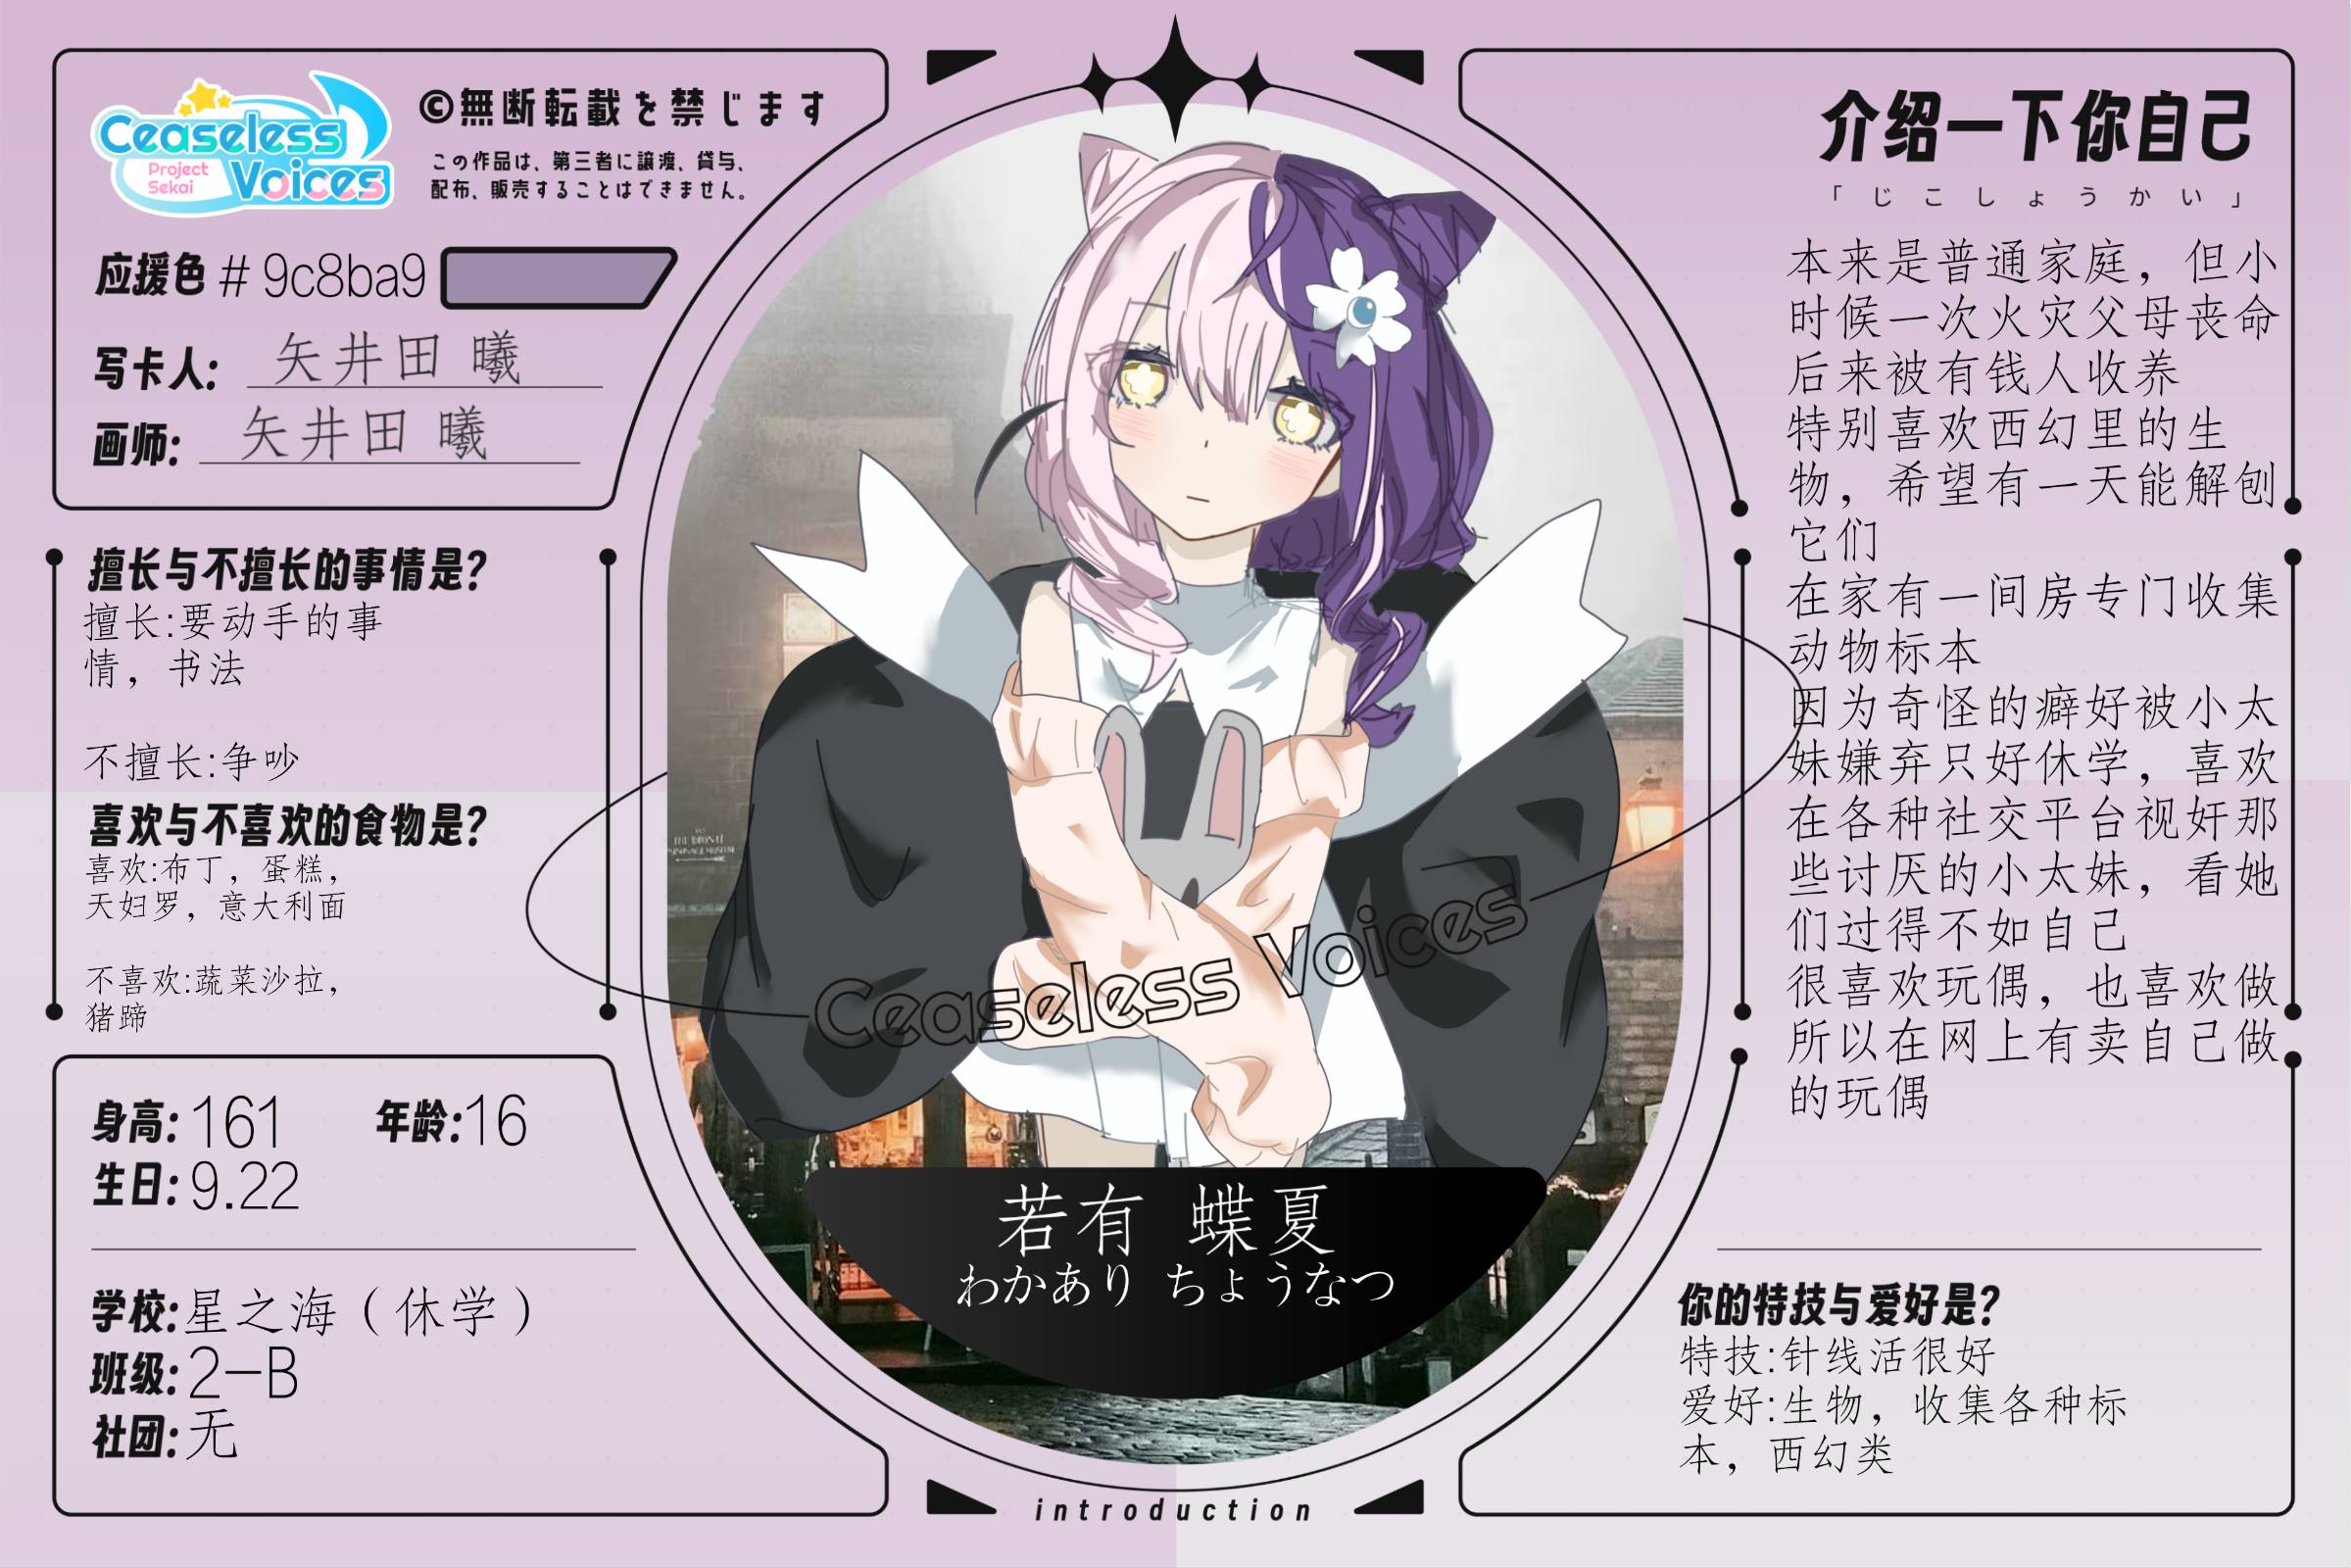 Ceaseless
Project
Sekai
Voices
©無断転載を禁じます
この作品は、第三者に譲渡、貸与、
配布、販売することはできません。
应援色 # 9c8ba9
写卡人: 矢井田 曦
画师: 矢井田 曦
擅长与不擅长的事情是?
擅长:要动手的事
情，书法
不擅长:争吵
喜欢与不喜欢的食物是?
喜欢:布丁，蛋糕，
天妇罗，意大利面
不喜欢:蔬菜沙拉，
猪蹄
身高:161 年龄:16
生日:9.22
学校:星之海（休学）
班级:2-B
社团:无
THE BRONTË
PARSONAGE MUSEUM
Ceaseless Voices
若有 蝶夏
わかあり ちょうなつ
introduction
介绍一下你自己
「じこしょうかい」
本来是普通家庭，但小
时候一次火灾父母丧命
后来被有钱人收养
特别喜欢西幻里的生
物，希望有一天能解刨
它们
在家有一间房专门收集
动物标本
因为奇怪的癖好被小太
妹嫌弃只好休学，喜欢
在各种社交平台视奸那
些讨厌的小太妹，看她
们过得不如自己
很喜欢玩偶，也喜欢做
所以在网上有卖自己做
的玩偶
你的特技与爱好是?
特技:针线活很好
爱好:生物，收集各种标
本，西幻类